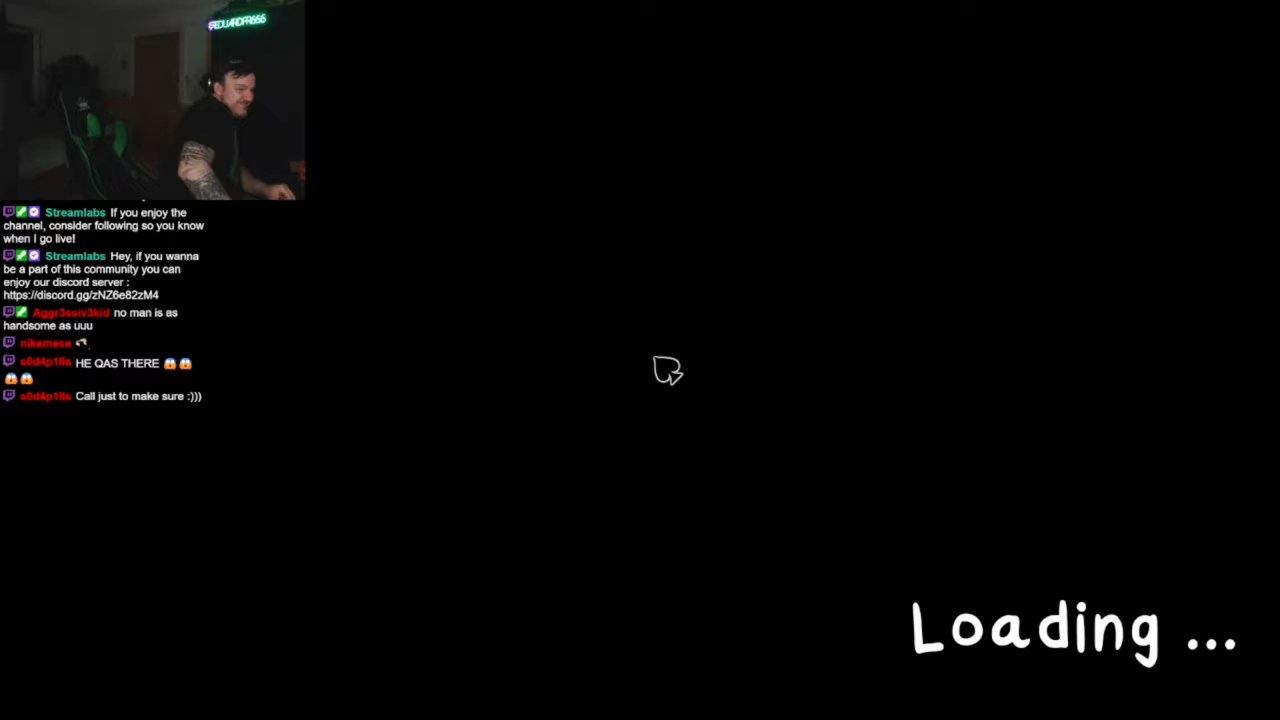 @EDUARDFR666
Streamlabs If you enjoy the
channel, consider following so you know
when I go live!
Streamlabs Hey, if you wanna
be a part of this community you can
enjoy our discord server :
https://discord.gg/zNZ6e82zM4
Aggr3ssiv3kid no man is as
handsome as uuu
nikemese
s0d4p1lls HE QAS THERE 😱😱
😱😱
s0d4p1lls Call just to make sure :)))
Loading ...